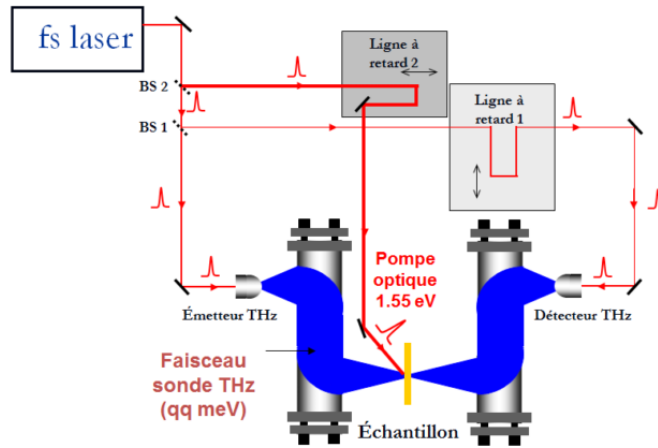 fs laser
Ligne à
retard 2
BS 2
Ligne à
retard 1
BS 1
Pompe
optique
1.55 eV
Émetteur THz
Détecteur THz
Faisceau
sonde THz
(qq meV)
Échantillon